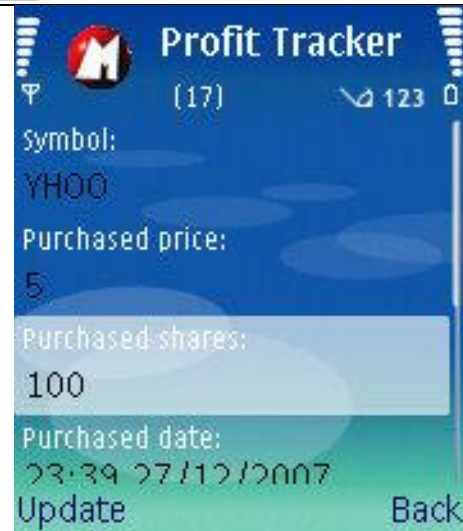 M
Profit Tracker
(17)
123
Symbol:
YHOO
Purchased price:
5
Purchased shares:
100
Purchased date:
23:39 27/12/2007
Update
Back